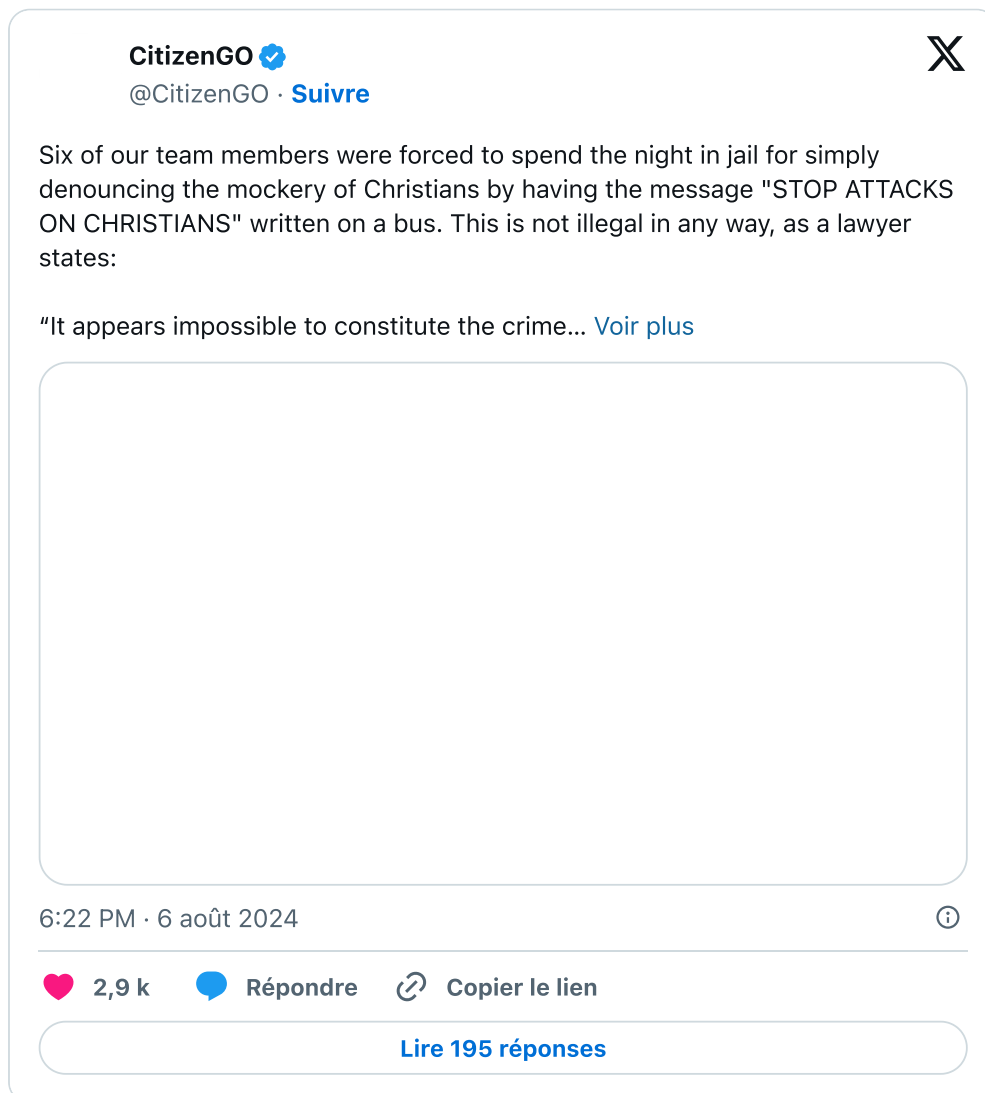 CitizenGO
@CitizenGO · Suivre
Six of our team members were forced to spend the night in jail for simply
denouncing the mockery of Christians by having the message "STOP ATTACKS
ON CHRISTIANS" written on a bus. This is not illegal in any way, as a lawyer
states:
“It appears impossible to constitute the crime... Voir plus
6:22 PM · 6 août 2024
2,9 k Répondre Copier le lien
Lire 195 réponses